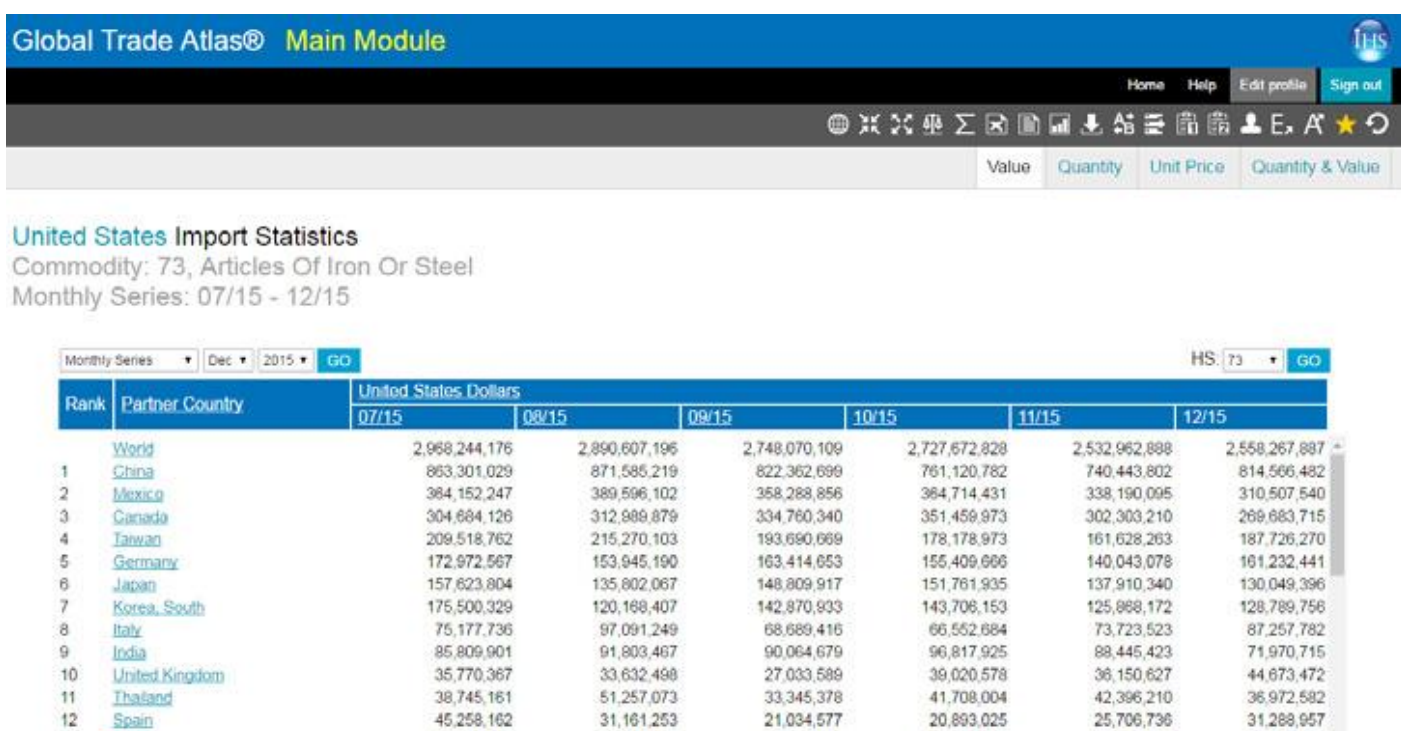 Global Trade Atlas® Main Module
IHS
Home Help Edit profile Sign out
Value Quantity Unit Price Quantity & Value
United States Import Statistics
Commodity: 73, Articles Of Iron Or Steel
Monthly Series: 07/15 - 12/15
Monthly Series Dec 2015 GO HS: 73 GO
Rank Partner Country United States Dollars
07/15 08/15 09/15 10/15 11/15 12/15
World 2,968,244,176 2,890,607,196 2,748,070,109 2,727,672,828 2,532,962,888 2,558,267,887
1 China 863,301,029 871,585,219 822,362,699 761,120,782 740,443,802 814,566,482
2 Mexico 364,152,247 389,596,102 358,288,856 364,714,431 338,190,095 310,507,540
3 Canada 304,684,126 312,989,879 334,760,340 351,459,973 302,303,210 269,683,715
4 Taiwan 209,518,762 215,270,103 193,690,669 178,178,973 161,628,263 187,726,270
5 Germany 172,972,567 153,945,190 163,414,653 155,409,666 140,043,078 161,232,441
6 Japan 157,623,804 135,802,067 148,809,917 151,761,935 137,910,340 130,049,396
7 Korea, South 175,500,329 120,168,407 142,870,933 143,706,153 125,868,172 128,789,756
8 Italy 75,177,736 97,091,249 68,689,416 66,552,684 73,723,523 87,257,782
9 India 85,809,901 91,803,467 90,064,679 96,817,925 88,445,423 71,970,715
10 United Kingdom 35,770,367 33,632,498 27,033,589 39,020,578 36,150,627 44,673,472
11 Thailand 38,745,161 51,257,073 33,345,378 41,708,004 42,396,210 36,972,582
12 Spain 45,258,162 31,161,253 21,034,577 20,893,025 25,706,736 31,288,957